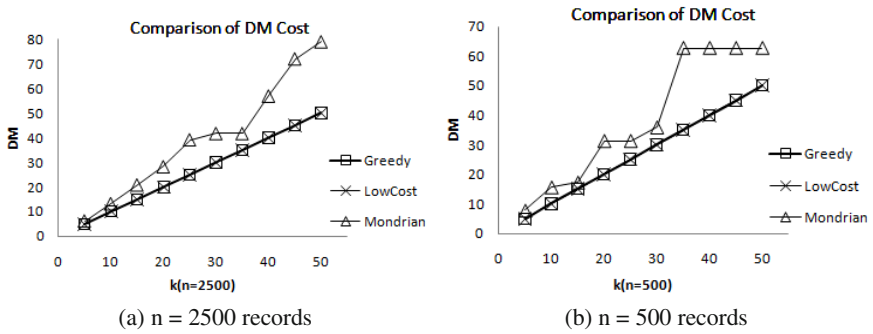 Comparison of DM Cost
80
70
60
50
40
30
20
10
0
DM
0 10 20 30 40 50
k(n=2500)
Greedy
LowCost
Mondrian
(a) n = 2500 records
Comparison of DM Cost
70
60
50
40
30
20
10
0
DM
0 10 20 30 40 50
k(n=500)
Greedy
LowCost
Mondrian
(b) n = 500 records